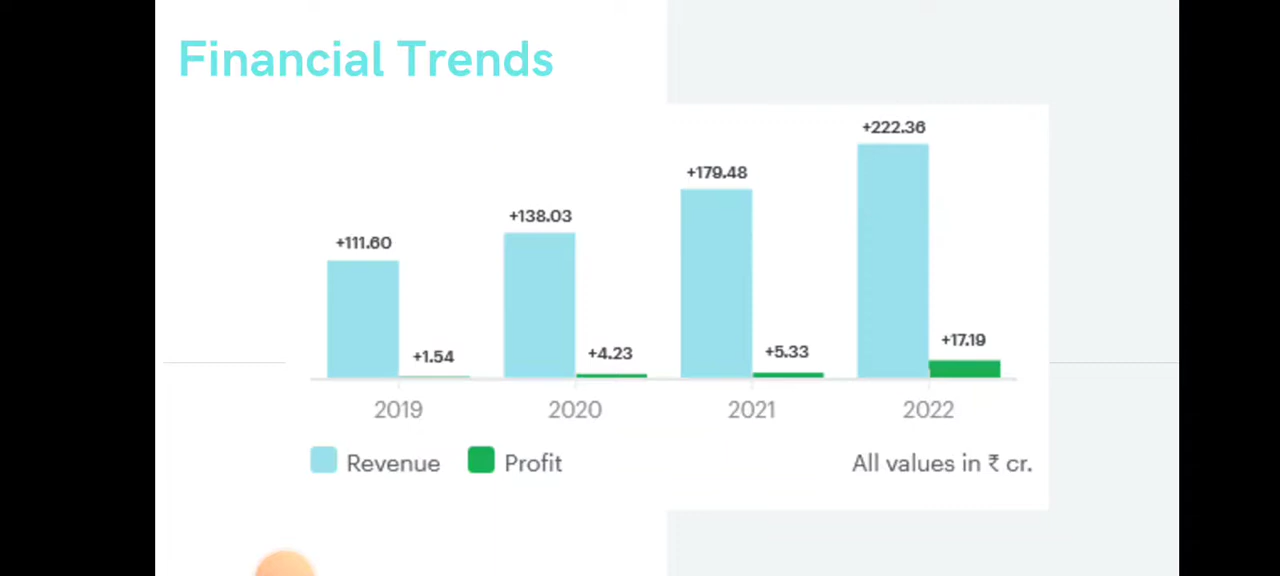 Financial Trends
+222.36
+179.48
+138.03
+111.60
+1.54
+4.23
+5.33
+17.19
2019 2020 2021 2022
Revenue Profit All values in ₹ cr.